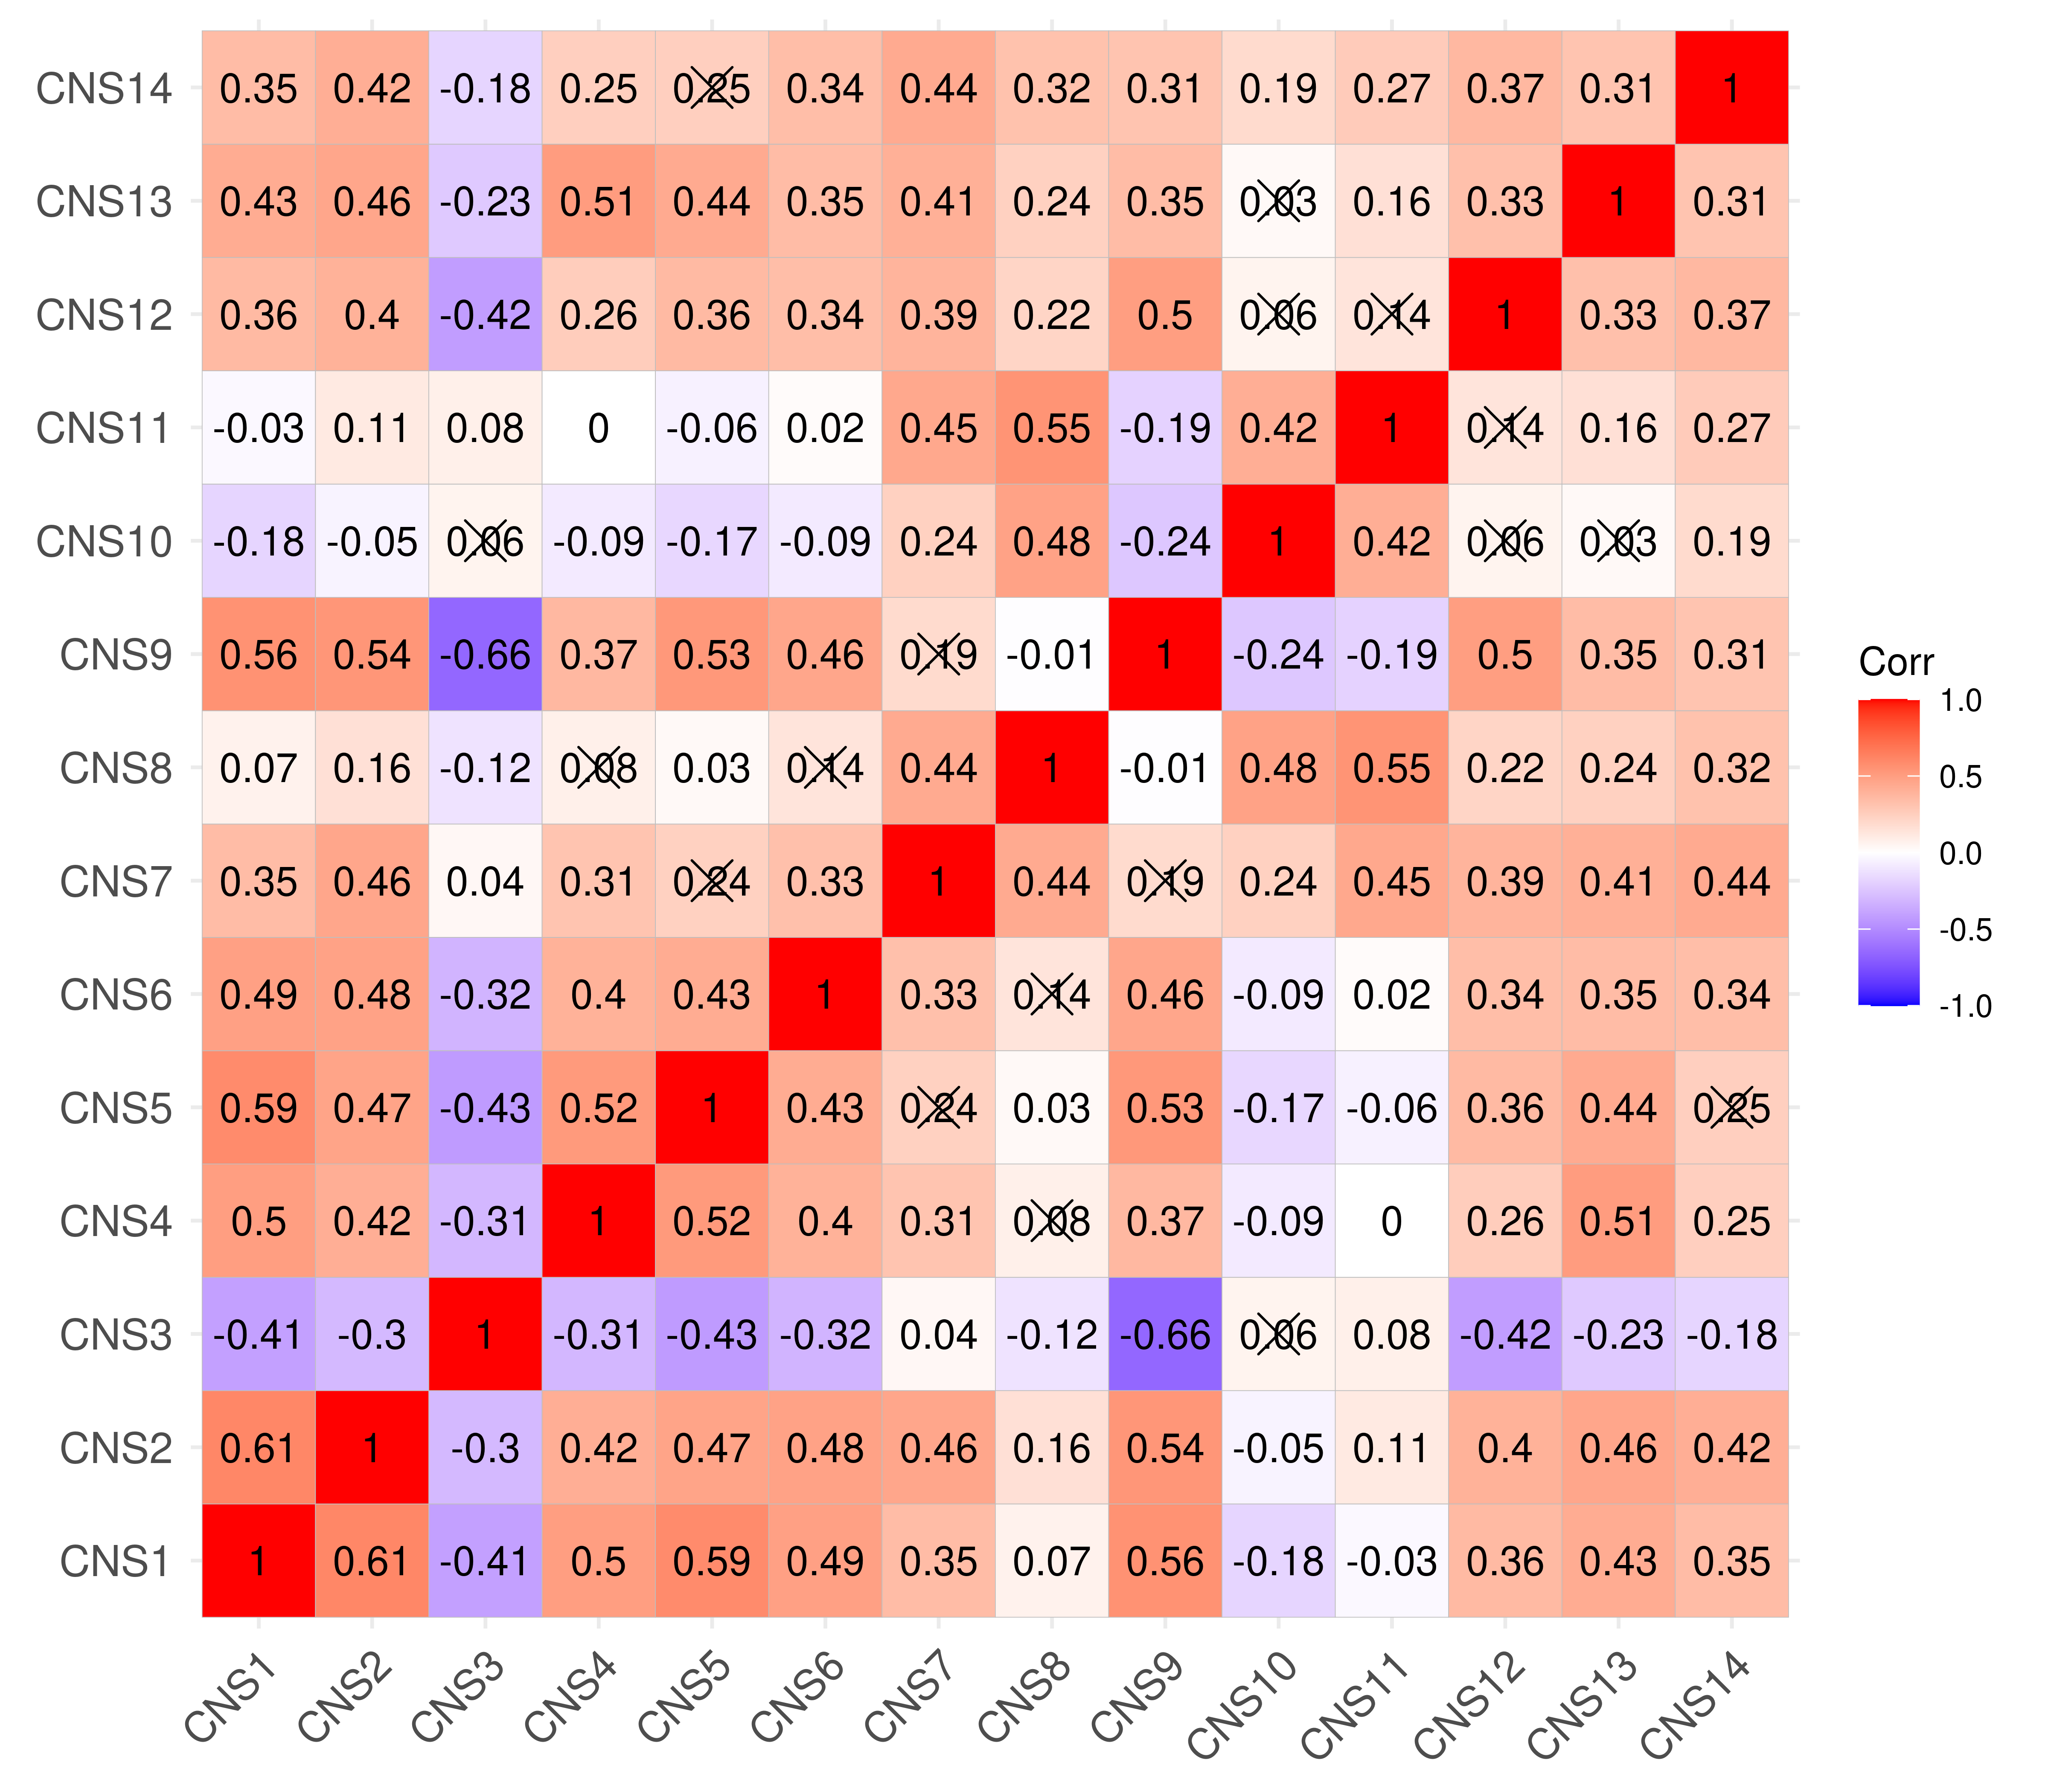 CNS14 0.35 0.42 -0.18 0.25 0.25 0.34 0.44 0.32 0.31 0.19 0.27 0.37 0.31 1
CNS13 0.43 0.46 -0.23 0.51 0.44 0.35 0.41 0.24 0.35 0.03 0.16 0.33 1 0.31
CNS12 0.36 0.4 -0.42 0.26 0.36 0.34 0.39 0.22 0.5 0.06 0.14 1 0.33 0.37
CNS11 -0.03 0.11 0.08 0 -0.06 0.02 0.45 0.55 -0.19 0.42 1 0.14 0.16 0.27
CNS10 -0.18 -0.05 0.06 -0.09 -0.17 -0.09 0.24 0.48 -0.24 1 0.42 0.06 0.03 0.19
CNS9 0.56 0.54 -0.66 0.37 0.53 0.46 0.19 -0.01 1 -0.24 -0.19 0.5 0.35 0.31
CNS8 0.07 0.16 -0.12 0.08 0.03 0.14 0.44 1 -0.01 0.48 0.55 0.22 0.24 0.32
CNS7 0.35 0.46 0.04 0.31 0.24 0.33 1 0.44 0.19 0.24 0.45 0.39 0.41 0.44
CNS6 0.49 0.48 -0.32 0.4 0.43 1 0.33 0.14 0.46 -0.09 0.02 0.34 0.35 0.34
CNS5 0.59 0.47 -0.43 0.52 1 0.43 0.24 0.03 0.53 -0.17 -0.06 0.36 0.44 0.25
CNS4 0.5 0.42 -0.31 1 0.52 0.4 0.31 0.08 0.37 -0.09 0 0.26 0.51 0.25
CNS3 -0.41 -0.3 1 -0.31 -0.43 -0.32 0.04 -0.12 -0.66 0.06 0.08 -0.42 -0.23 -0.18
CNS2 0.61 1 -0.3 0.42 0.47 0.48 0.46 0.16 0.54 -0.05 0.11 0.4 0.46 0.42
CNS1 1 0.61 -0.41 0.5 0.59 0.49 0.35 0.07 0.56 -0.18 -0.03 0.36 0.43 0.35
CNS1 CNS2 CNS3 CNS4 CNS5 CNS6 CNS7 CNS8 CNS9 CNS10 CNS11 CNS12 CNS13 CNS14
Corr
1.0
0.5
0.0
-0.5
-1.0